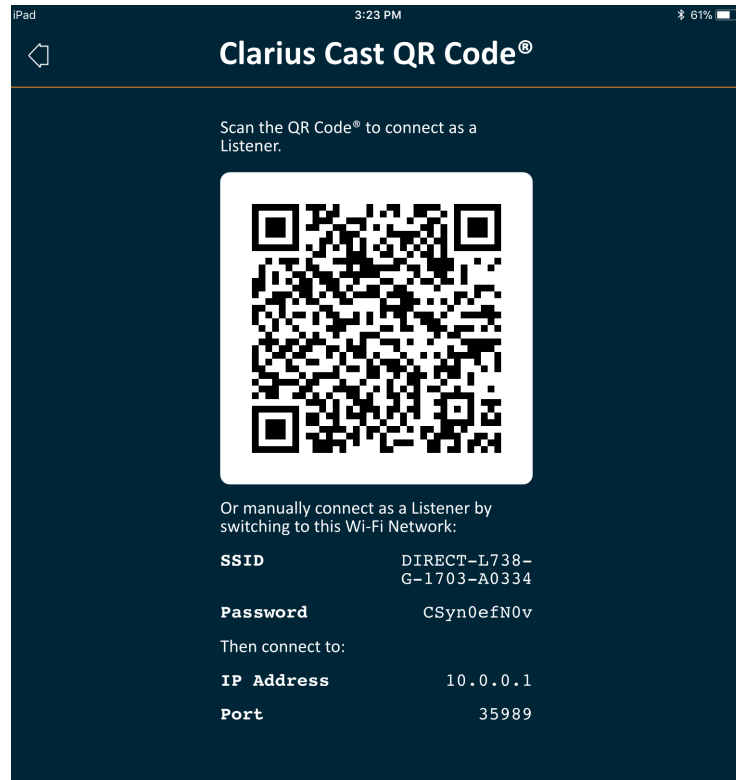 iPad 3:23 PM 61%
Clarius Cast QR Code®
Scan the QR Code® to connect as a
Listener.
Or manually connect as a Listener by
switching to this Wi-Fi Network:
SSID DIRECT-L738-
G-1703-A0334
Password CSyn0efN0v
Then connect to:
IP Address 10.0.0.1
Port 35989